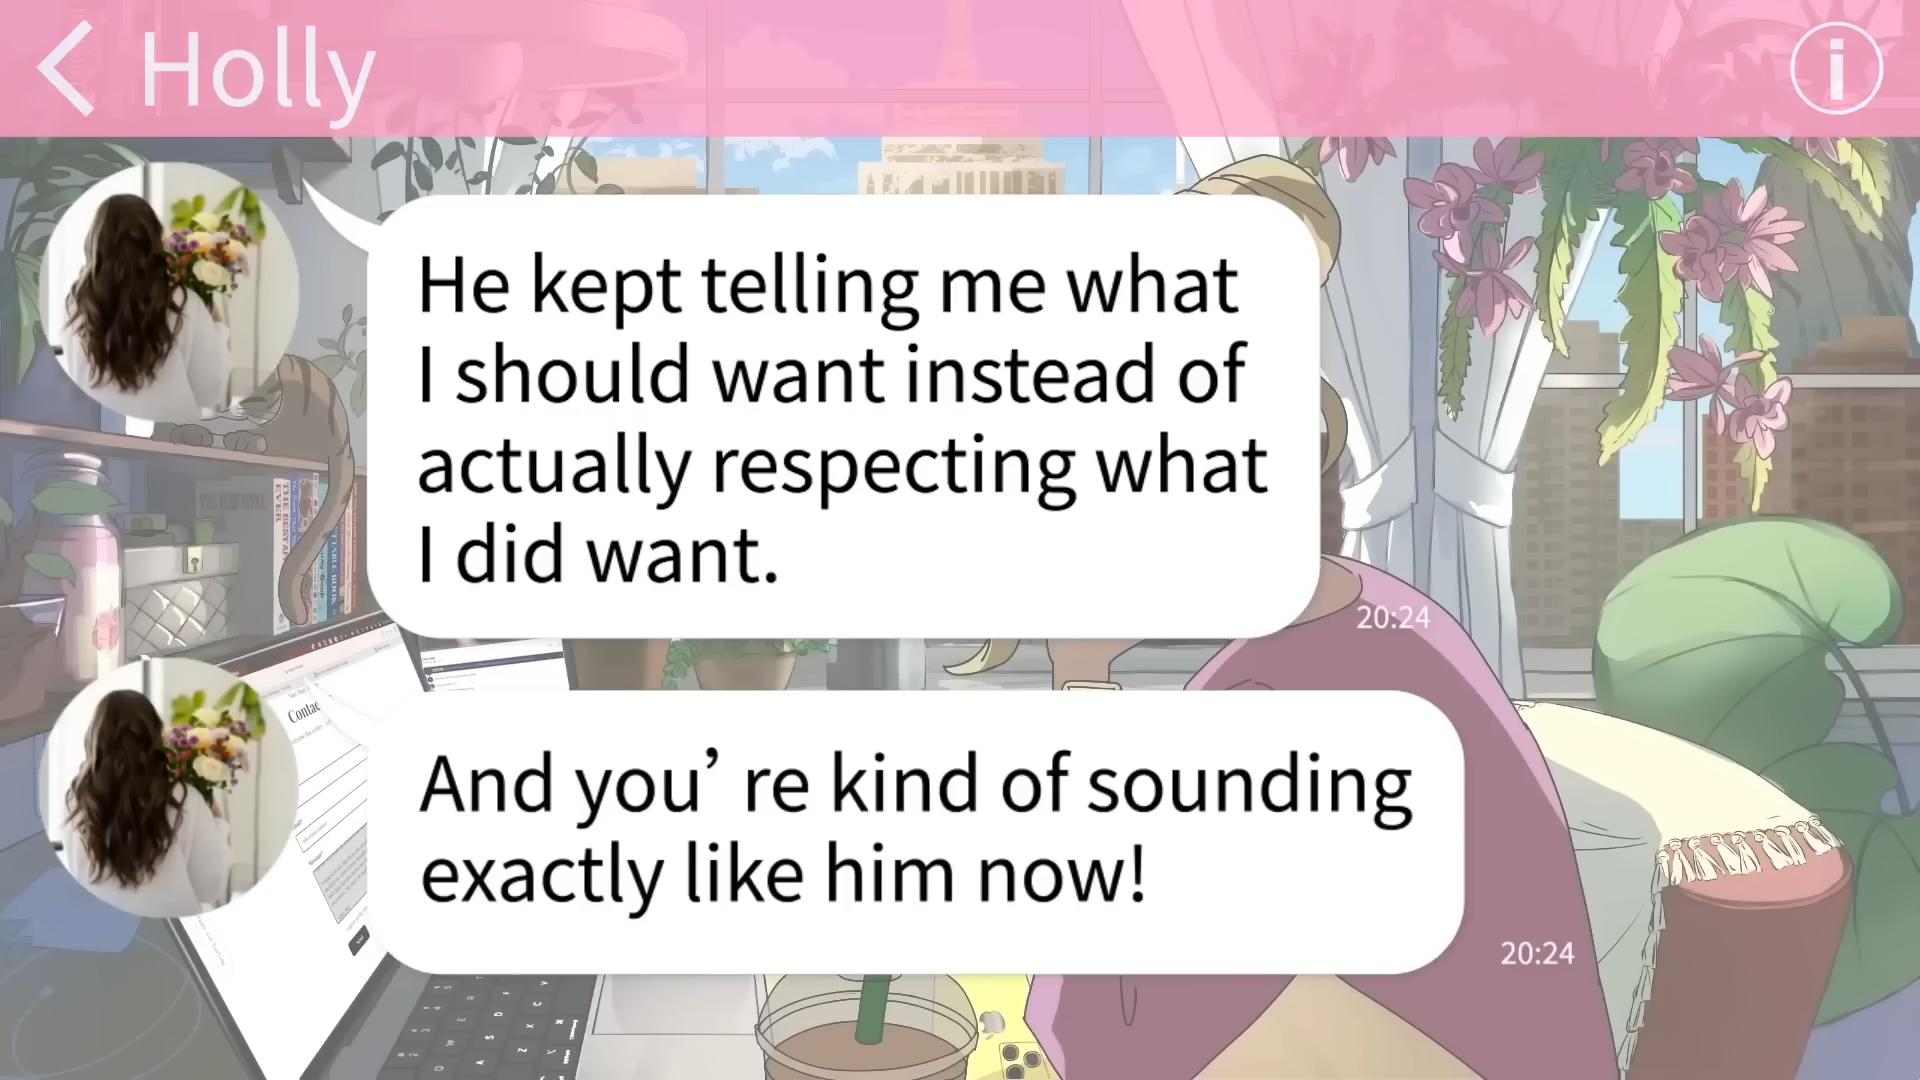 Holly
i
He kept telling me what
I should want instead of
actually respecting what
I did want.
20:24
And you’ re kind of sounding
exactly like him now!
20:24